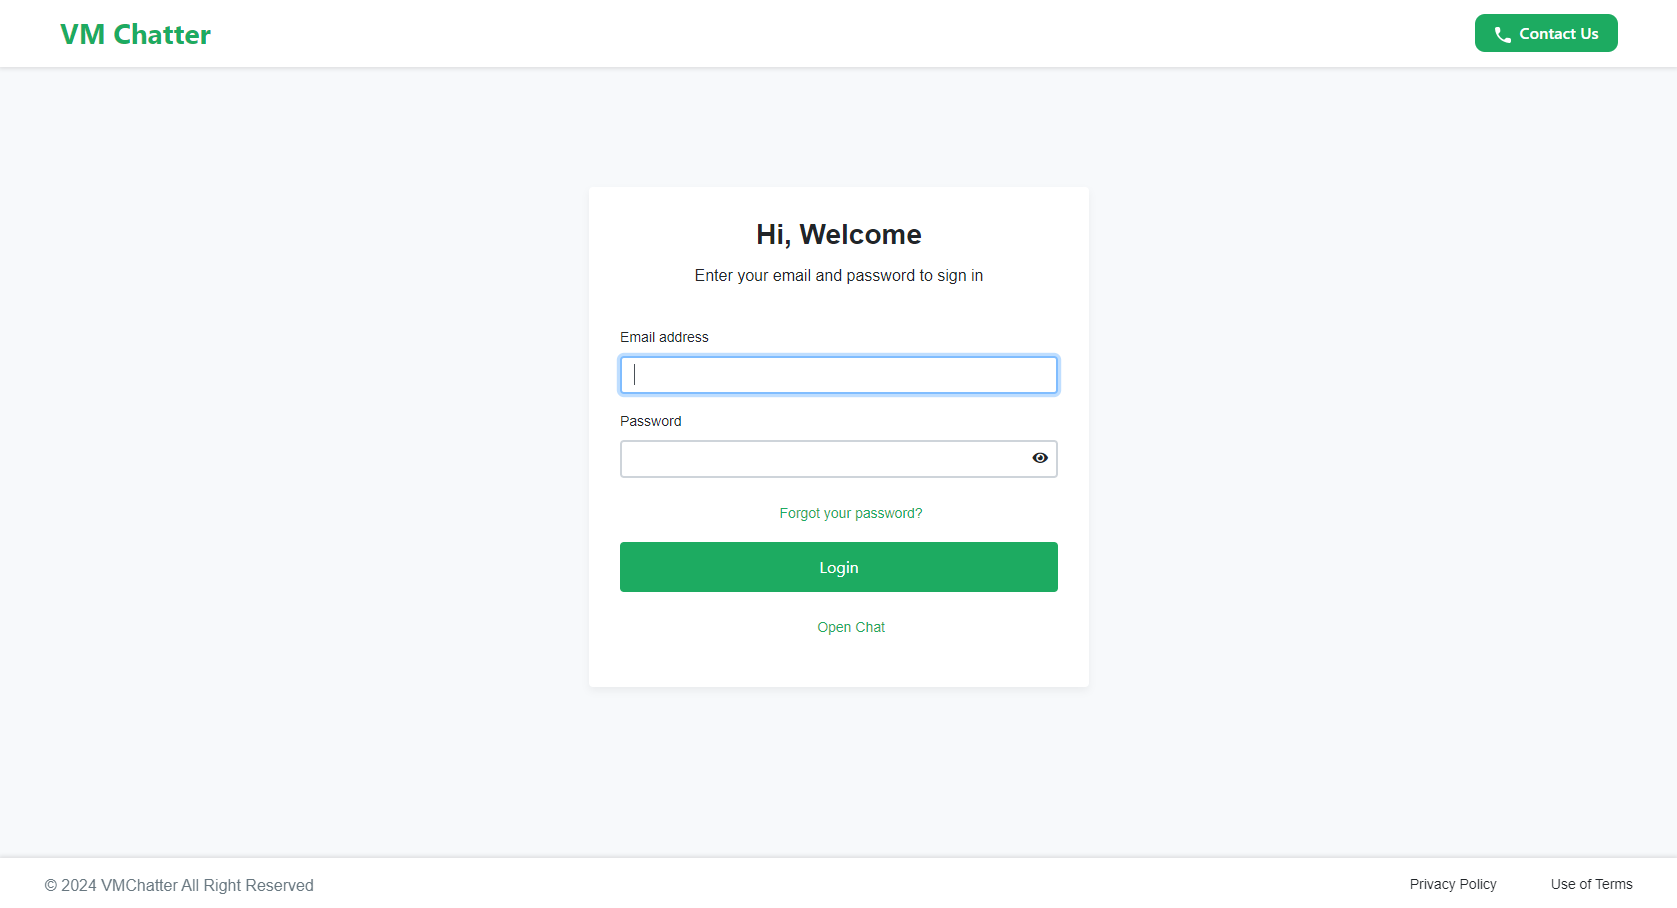 VM Chatter
Contact Us
Hi, Welcome
Enter your email and password to sign in
Email address
Password
Forgot your password?
Login
Open Chat
© 2024 VMChatter All Right Reserved
Privacy Policy
Use of Terms